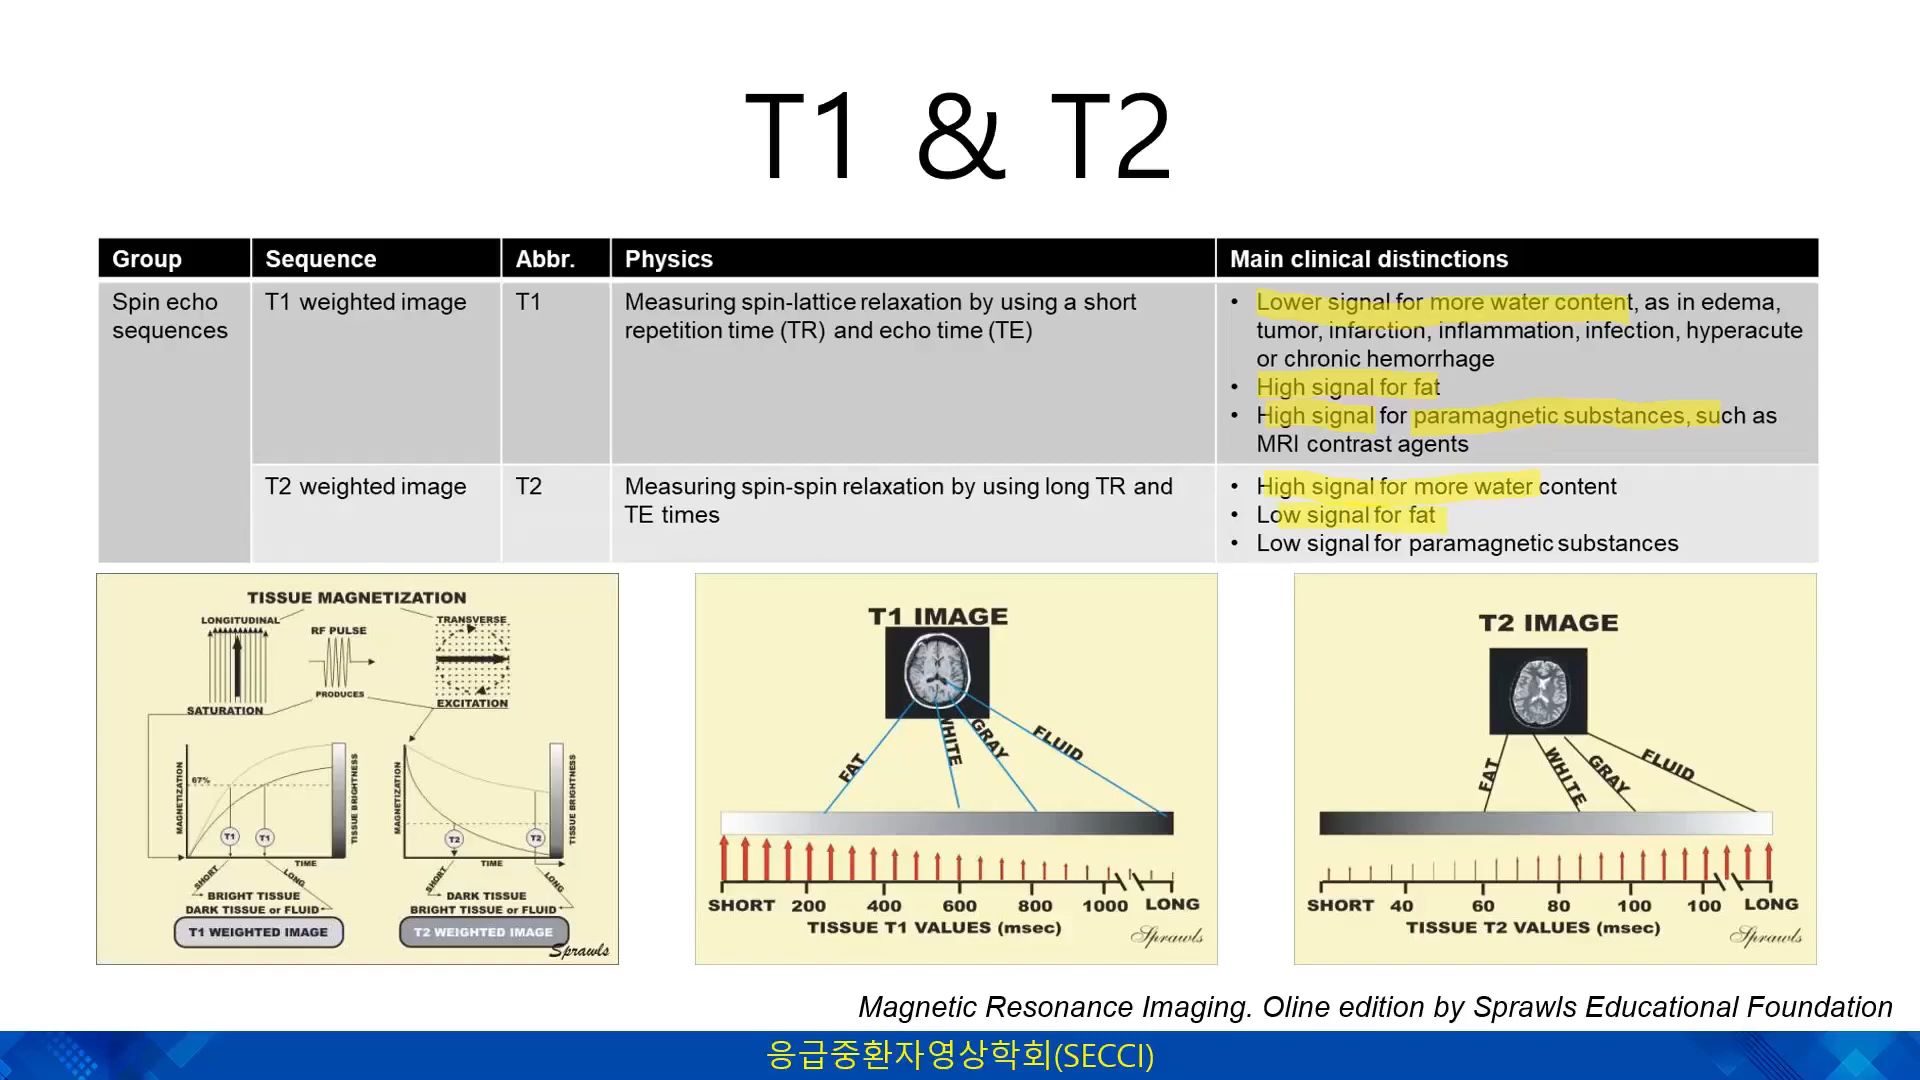 T1 & T2
Group Sequence Abbr. Physics Main clinical distinctions
Spin echo sequences
T1 weighted image
T1
Measuring spin-lattice relaxation by using a short
repetition time (TR) and echo time (TE)
• Lower signal for more water content, as in edema,
tumor, infarction, inflammation, infection, hyperacute
or chronic hemorrhage
• High signal for fat
• High signal for paramagnetic substances, such as
MRI contrast agents
T2 weighted image
T2
Measuring spin-spin relaxation by using long TR and
TE times
• High signal for more water content
• Low signal for fat
• Low signal for paramagnetic substances
TISSUE MAGNETIZATION
LONGITUDINAL
RF PULSE
TRANSVERSE
PRODUCES
SATURATION
EXCITATION
MAGNETIZATION
67%
T1
T1
TISSUE BRIGHTNESS
TIME
SHORT
LONG
BRIGHT TISSUE
DARK TISSUE or FLUID
T1 WEIGHTED IMAGE
MAGNETIZATION
T2
T2
TISSUE BRIGHTNESS
TIME
SHORT
LONG
DARK TISSUE
BRIGHT TISSUE or FLUID
T2 WEIGHTED IMAGE
Sprawls
T1 IMAGE
FAT
WHITE
GRAY
FLUID
SHORT 200 400 600 800 1000 LONG
TISSUE T1 VALUES (msec)
Sprawls
T2 IMAGE
FAT
WHITE
GRAY
FLUID
SHORT 40 60 80 100 100 LONG
TISSUE T2 VALUES (msec)
Sprawls
Magnetic Resonance Imaging. Oline edition by Sprawls Educational Foundation
응급중환자영상학회(SECCI)